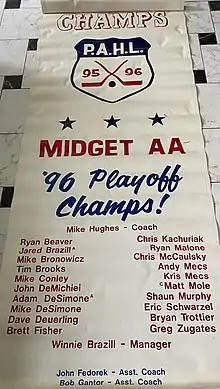 CHAMPS
P.A.H.L.
95 96
MIDGET AA
'96 Playoff
Champs!
Mike Hughes - Coach
Ryan Beaver
Jared Brazill ᴬ
Mike Bronowicz
Tim Brooks
Mike Conley
John DeMichiei
Adam DeSimone ᴬ
Mike DeSimone
Dave Deuerling
Brett Fisher
Chris Kachuriak
Ryan Malone
Chris McCaulsky
Andy Mecs
Kris Mecs
ᶜ Matt Mole
Shaun Murphy
Eric Schwarzel
Bryan Trottier
Greg Zugates
Winnie Brazill - Manager
John Fedorek - Asst. Coach
Bob Gantor - Asst. Coach